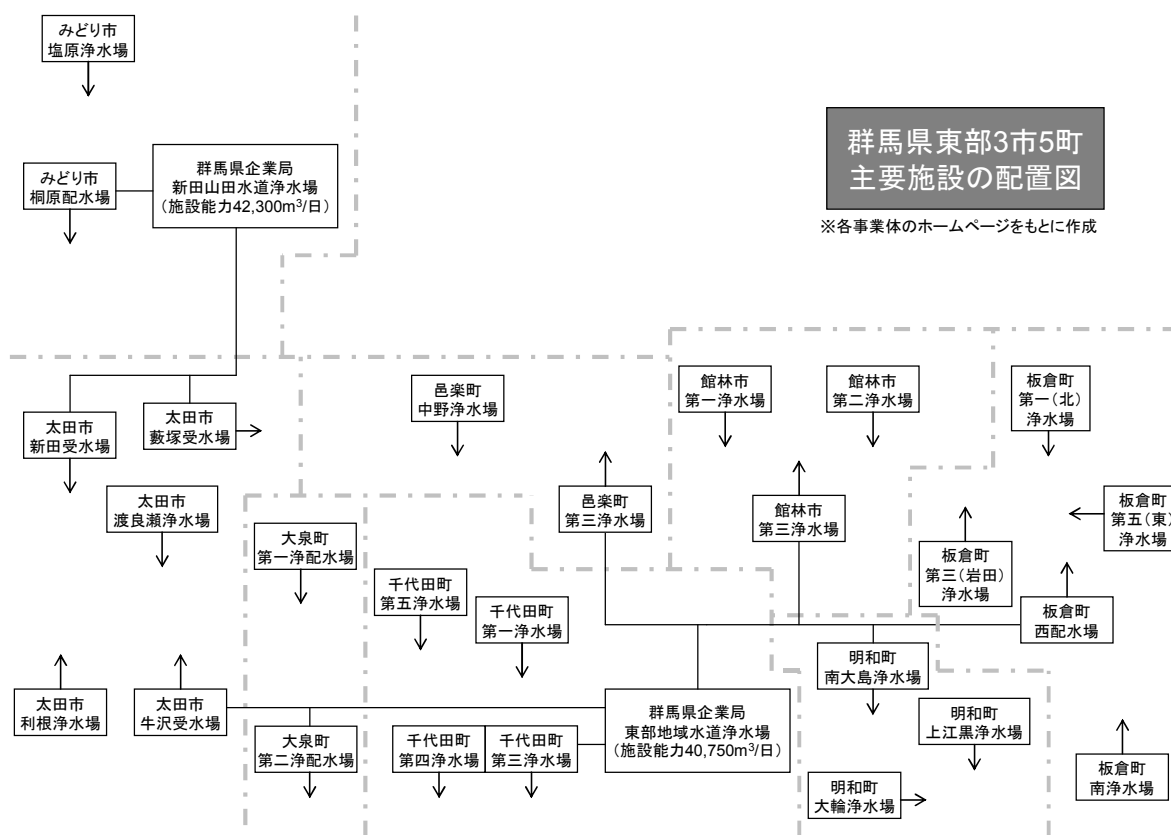 みどり市
塩原浄水場
群馬県東部3市5町
主要施設の配置図
※各事業体のホームページをもとに作成
みどり市
桐原配水場
群馬県企業局
新田山田水道浄水場
(施設能力42,300m³/日)
太田市
新田受水場
太田市
藪塚受水場
邑楽町
中野浄水場
館林市
第一浄水場
館林市
第二浄水場
板倉町
第一(北)
浄水場
太田市
渡良瀬浄水場
大泉町
第一浄配水場
邑楽町
第三浄水場
館林市
第三浄水場
板倉町
第三(岩田)
浄水場
板倉町
第五(東)
浄水場
千代田町
第五浄水場
千代田町
第一浄水場
板倉町
西配水場
太田市
利根浄水場
太田市
牛沢受水場
大泉町
第二浄配水場
千代田町
第四浄水場
千代田町
第三浄水場
群馬県企業局
東部地域水道浄水場
(施設能力40,750m³/日)
明和町
南大島浄水場
明和町
上江黒浄水場
明和町
大輪浄水場
板倉町
南浄水場